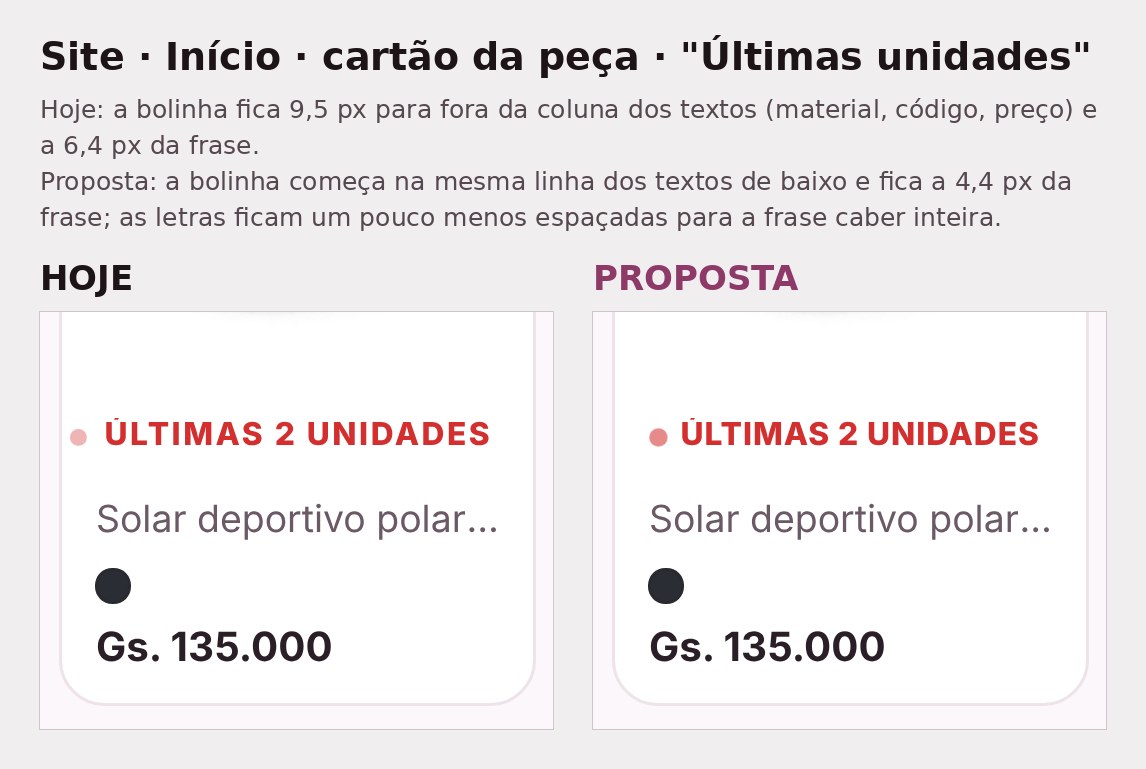 Site · Início · cartão da peça · "Últimas unidades"
Hoje: a bolinha fica 9,5 px para fora da coluna dos textos (material, código, preço) e
a 6,4 px da frase.
Proposta: a bolinha começa na mesma linha dos textos de baixo e fica a 4,4 px da
frase; as letras ficam um pouco menos espaçadas para a frase caber inteira.
HOJE
PROPOSTA
ÚLTIMAS 2 UNIDADES
Solar deportivo polar...
Gs. 135.000
ÚLTIMAS 2 UNIDADES
Solar deportivo polar...
Gs. 135.000